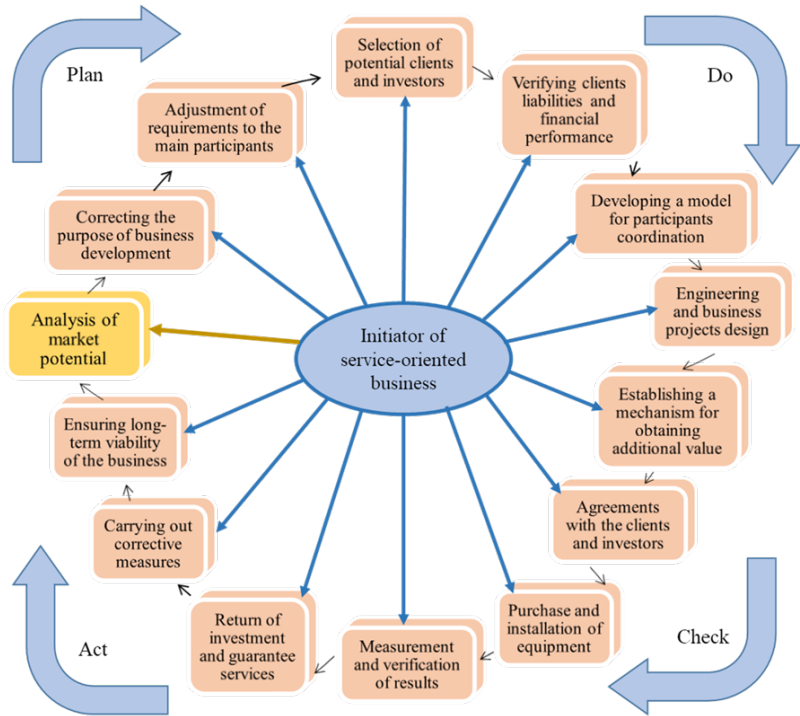 Plan
Do
Selection of
potential clients
and investors
Verifying clients
liabilities and
financial
performance
Developing a model
for participants
coordination
Engineering
and business
projects design
Establishing a
mechanism for
obtaining
additional value
Agreements
with the clients
and investors
Purchase and
installation of
equipment
Measurement
and verification
of results
Return of
investment
and guarantee
services
Carrying out
corrective
measures
Ensuring long-
term viability
of the business
Analysis of
market
potential
Correcting the
purpose of business
development
Adjustment of
requirements to the
main participants
Initiator of
service-oriented
business
Check
Act